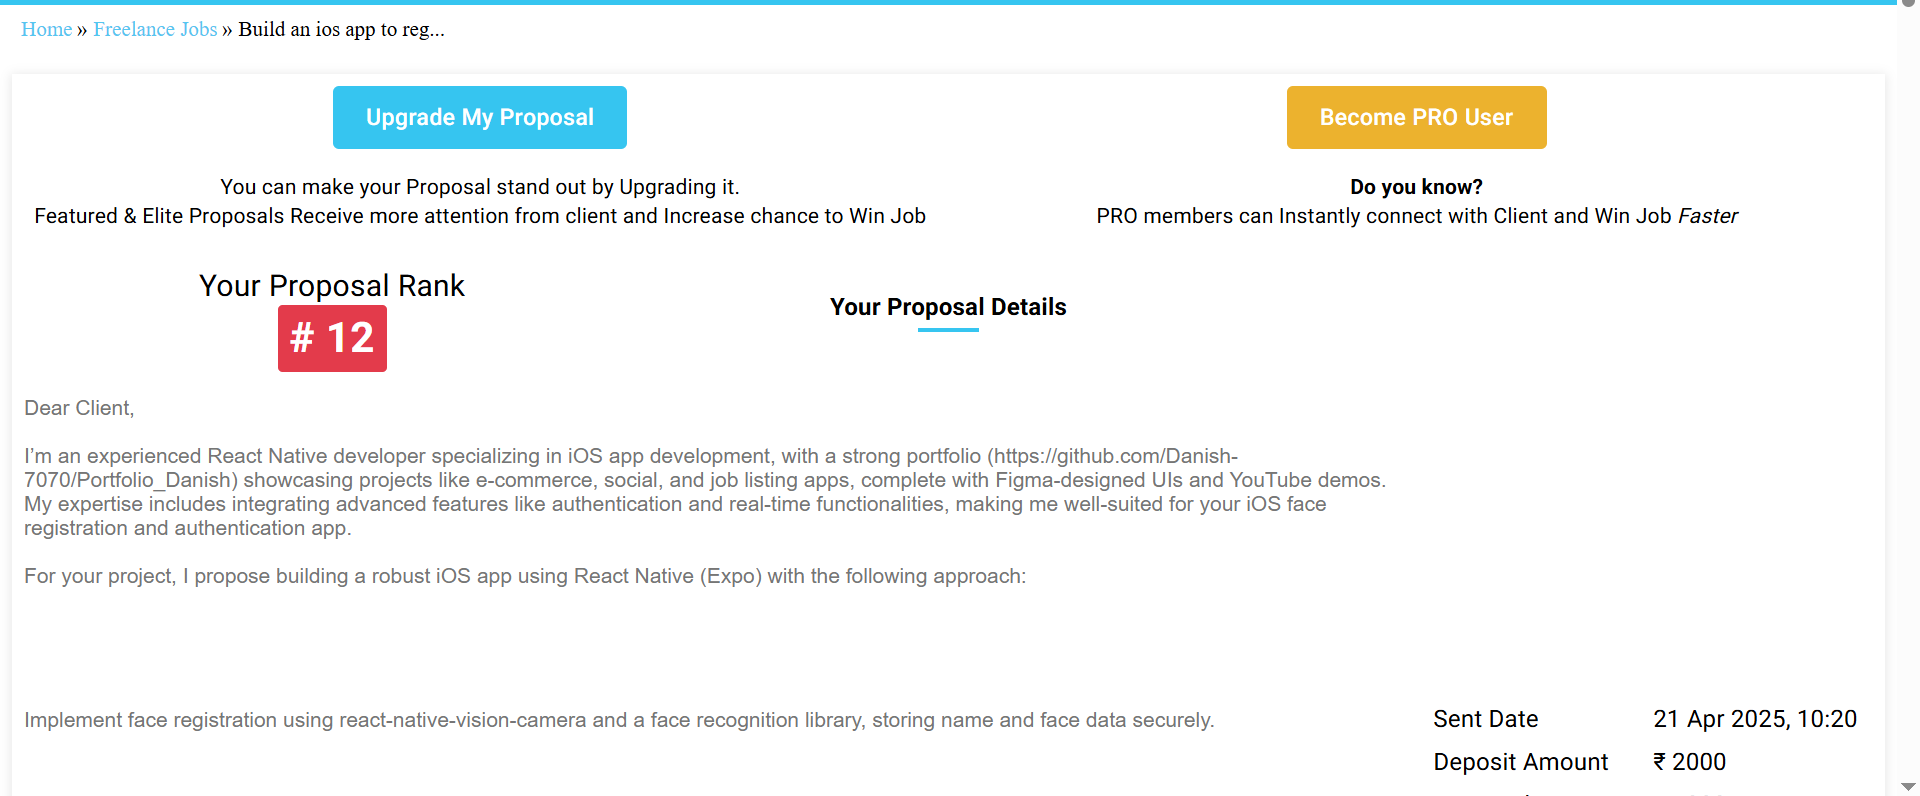 Home » Freelance Jobs » Build an ios app to reg...
Upgrade My Proposal
Become PRO User
You can make your Proposal stand out by Upgrading it.
Featured & Elite Proposals Receive more attention from client and Increase chance to Win Job
Do you know?
PRO members can Instantly connect with Client and Win Job Faster
Your Proposal Rank
# 12
Your Proposal Details
Dear Client,
I’m an experienced React Native developer specializing in iOS app development, with a strong portfolio (https://github.com/Danish-
7070/Portfolio_Danish) showcasing projects like e-commerce, social, and job listing apps, complete with Figma-designed UIs and YouTube demos.
My expertise includes integrating advanced features like authentication and real-time functionalities, making me well-suited for your iOS face
registration and authentication app.
For your project, I propose building a robust iOS app using React Native (Expo) with the following approach:
Implement face registration using react-native-vision-camera and a face recognition library, storing name and face data securely.
Sent Date 21 Apr 2025, 10:20
Deposit Amount ₹ 2000